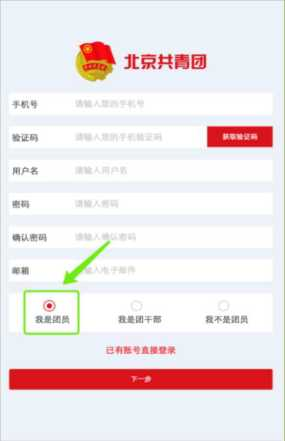 北京共青团
手机号 请输入您的手机号
验证码 请输入您的手机验证码 获取验证码
用户名 请输入用户名
密码 请输入密码
确认密码 请输入确认密码
邮箱 请输入电子邮件
我是团员 我是团干部 我不是团员
已有账号直接登录
下一步